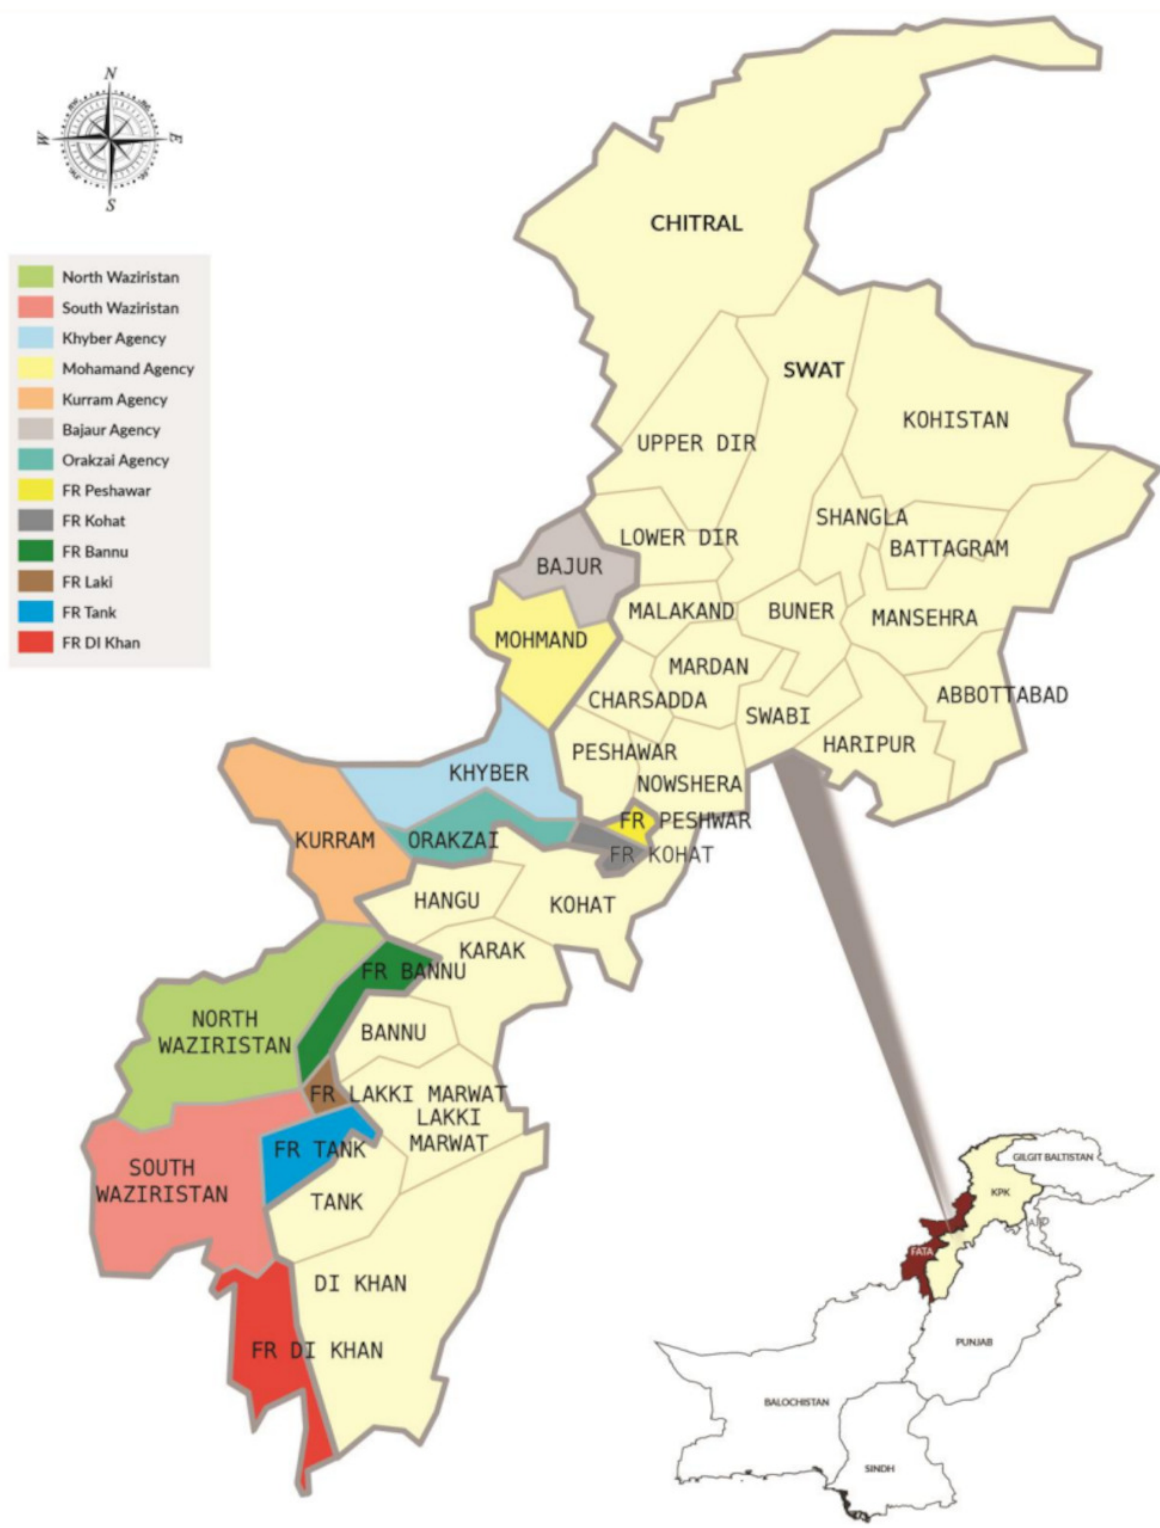 N
W
E
S
North Waziristan
South Waziristan
Khyber Agency
Mohamand Agency
Kurram Agency
Bajaur Agency
Orakzai Agency
FR Peshawar
FR Kohat
FR Bannu
FR Laki
FR Tank
FR DI Khan
CHITRAL
SWAT
KOHISTAN
UPPER DIR
SHANGLA
LOWER DIR
BATTAGRAM
BAJUR
MALAKAND
BUNER
MANSEHRA
MOHMAND
MARDAN
ABBOTTABAD
CHARSADDA
SWABI
HARIPUR
PESHAWAR
KHYBER
NOWSHERA
FR PESHWAR
KURRAM
ORAKZAI
FR KOHAT
HANGU
KOHAT
KARAK
FR BANNU
NORTH
WAZIRISTAN
BANNU
FR LAKKI MARWAT
LAKKI
MARWAT
FR TANK
SOUTH
WAZIRISTAN
TANK
DI KHAN
FR DI KHAN
GILGIT BALTISTAN
KPK
FATA
PUNJAB
BALOCHISTAN
SINDH